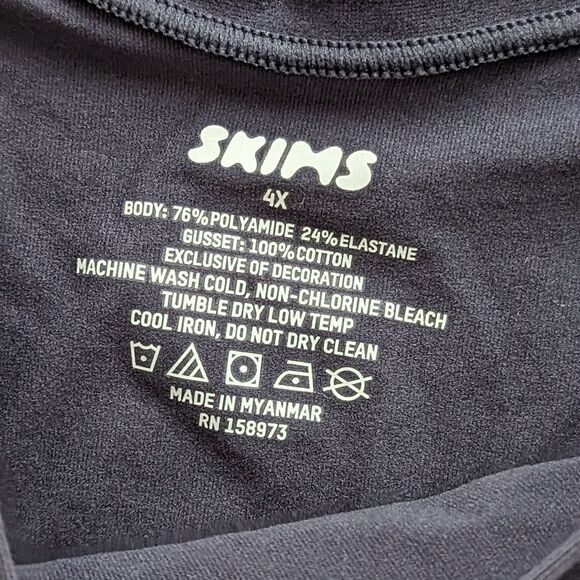 SKIMS
4X
BODY: 76% POLYAMIDE 24% ELASTANE
GUSSET: 100% COTTON
EXCLUSIVE OF DECORATION
MACHINE WASH COLD, NON-CHLORINE BLEACH
TUMBLE DRY LOW TEMP
COOL IRON, DO NOT DRY CLEAN
MADE IN MYANMAR
RN 158973